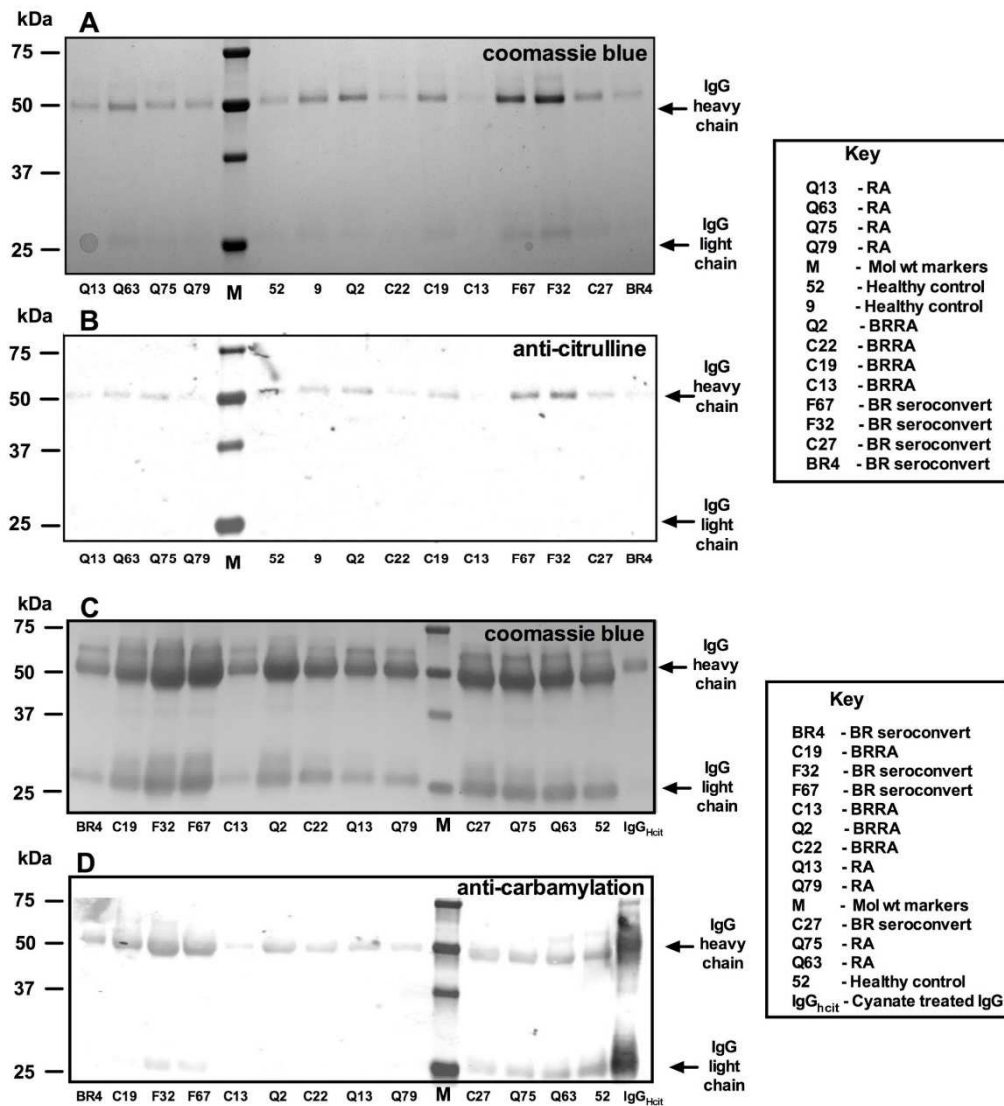 kDa
A
coomassie blue
75
50
37
25
IgG
heavy
chain
IgG
light
chain
Q13 Q63 Q75 Q79 M 52 9 Q2 C22 C19 C13 F67 F32 C27 BR4
B
anti-citrulline
75
50
37
25
IgG
heavy
chain
IgG
light
chain
Q13 Q63 Q75 Q79 M 52 9 Q2 C22 C19 C13 F67 F32 C27 BR4
Key
Q13 - RA
Q63 - RA
Q75 - RA
Q79 - RA
M - Mol wt markers
52 - Healthy control
9 - Healthy control
Q2 - BRRA
C22 - BRRA
C19 - BRRA
C13 - BRRA
F67 - BR seroconvert
F32 - BR seroconvert
C27 - BR seroconvert
BR4 - BR seroconvert
kDa
C
coomassie blue
75
50
37
25
IgG
heavy
chain
IgG
light
chain
BR4 C19 F32 F67 C13 Q2 C22 Q13 Q79 M C27 Q75 Q63 52 IgGHcit
kDa
D
anti-carbamylation
75
50
37
25
IgG
heavy
chain
IgG
light
chain
BR4 C19 F32 F67 C13 Q2 C22 Q13 Q79 M C27 Q75 Q63 52 IgGHcit
Key
BR4 - BR seroconvert
C19 - BRRA
F32 - BR seroconvert
F67 - BR seroconvert
C13 - BRRA
Q2 - BRRA
C22 - BRRA
Q13 - RA
Q79 - RA
M - Mol wt markers
C27 - BR seroconvert
Q75 - RA
Q63 - RA
52 - Healthy control
IgGhcit - Cyanate treated IgG